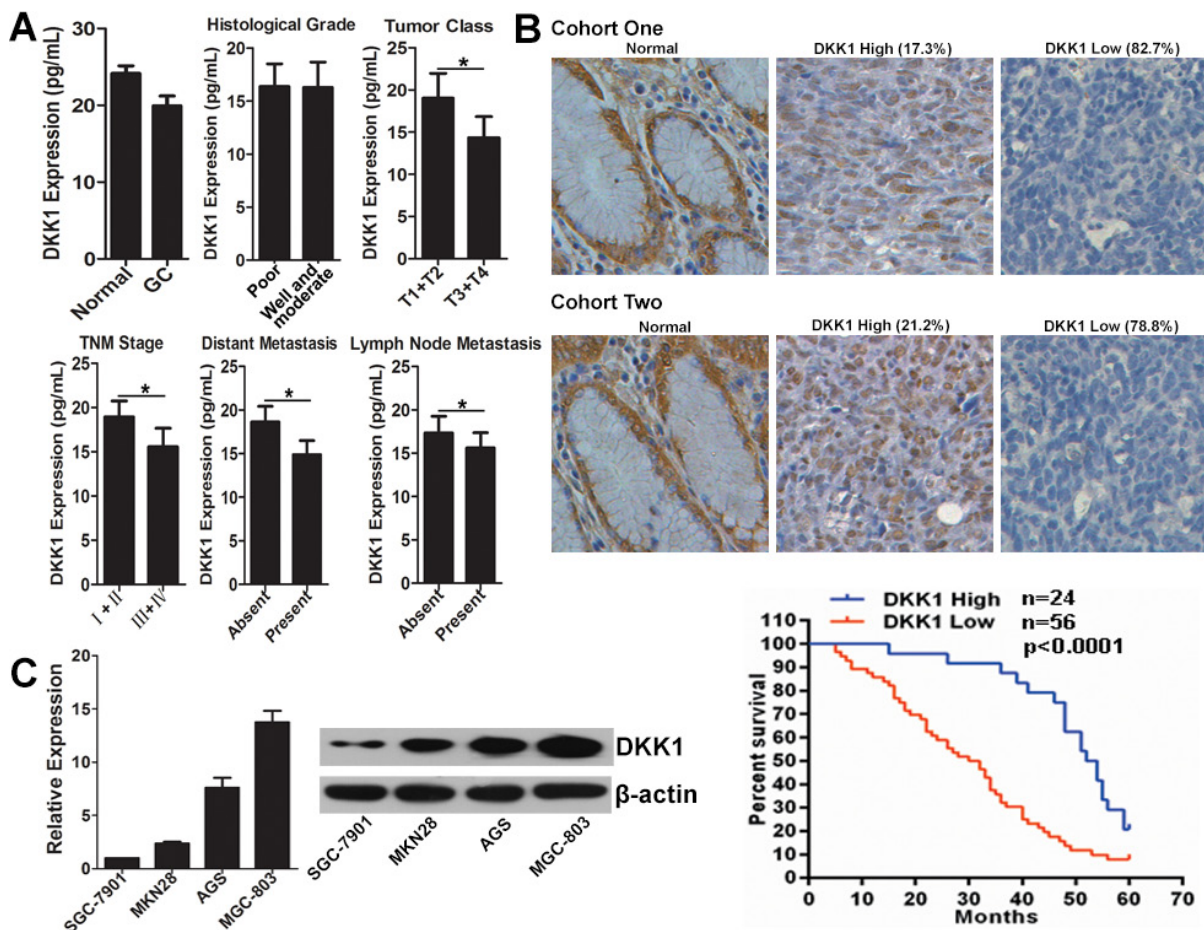 A
DKK1 Expression (pg/mL)
30
20
10
0
Normal
GC
Histological Grade
DKK1 Expression (pg/mL)
20
15
10
5
0
Poor
Well and
moderate
Tumor Class
DKK1 Expression (pg/mL)
25
20
15
10
5
0
*
T1+T2
T3+T4
TNM Stage
DKK1 Expression (pg/mL)
25
20
15
10
5
0
*
I + II
III+IV
Distant Metastasis
DKK1 Expression (pg/mL)
25
20
15
10
5
0
*
Absent
Present
Lymph Node Metastasis
DKK1 Expression (pg/mL)
25
20
15
10
5
0
*
Absent
Present
B
Cohort One
Normal
DKK1 High (17.3%)
DKK1 Low (82.7%)
Cohort Two
Normal
DKK1 High (21.2%)
DKK1 Low (78.8%)
DKK1 High n=24
DKK1 Low n=56
p<0.0001
Percent survival
110
100
90
80
70
60
50
40
30
20
10
0
0 10 20 30 40 50 60 70
Months
C
Relative Expression
20
15
10
5
0
SGC-7901
MKN28
AGS
MGC-803
DKK1
β-actin
SGC-7901
MKN28
AGS
MGC-803